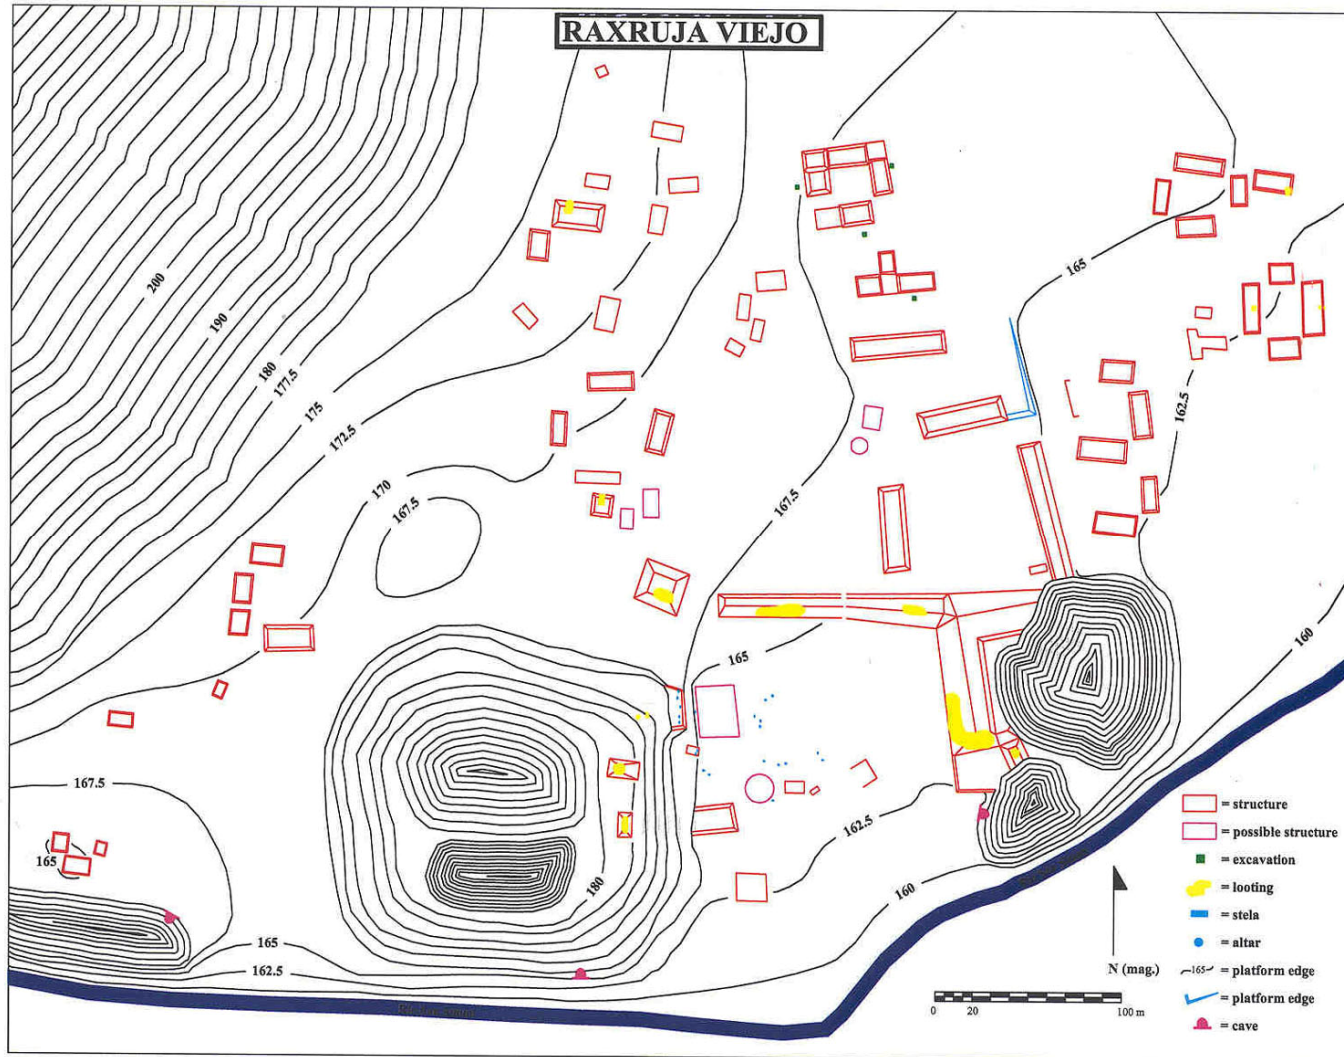 RAXRUJA VIEJO
200
190
180
177.5
175
172.5
170
167.5
167.5
165
162.5
165
160
167.5
165
162.5
180
160
165
162.5
= structure
= possible structure
= excavation
= looting
= stela
= altar
165 = platform edge
= platform edge
= cave
N (mag.)
0 20 100 m